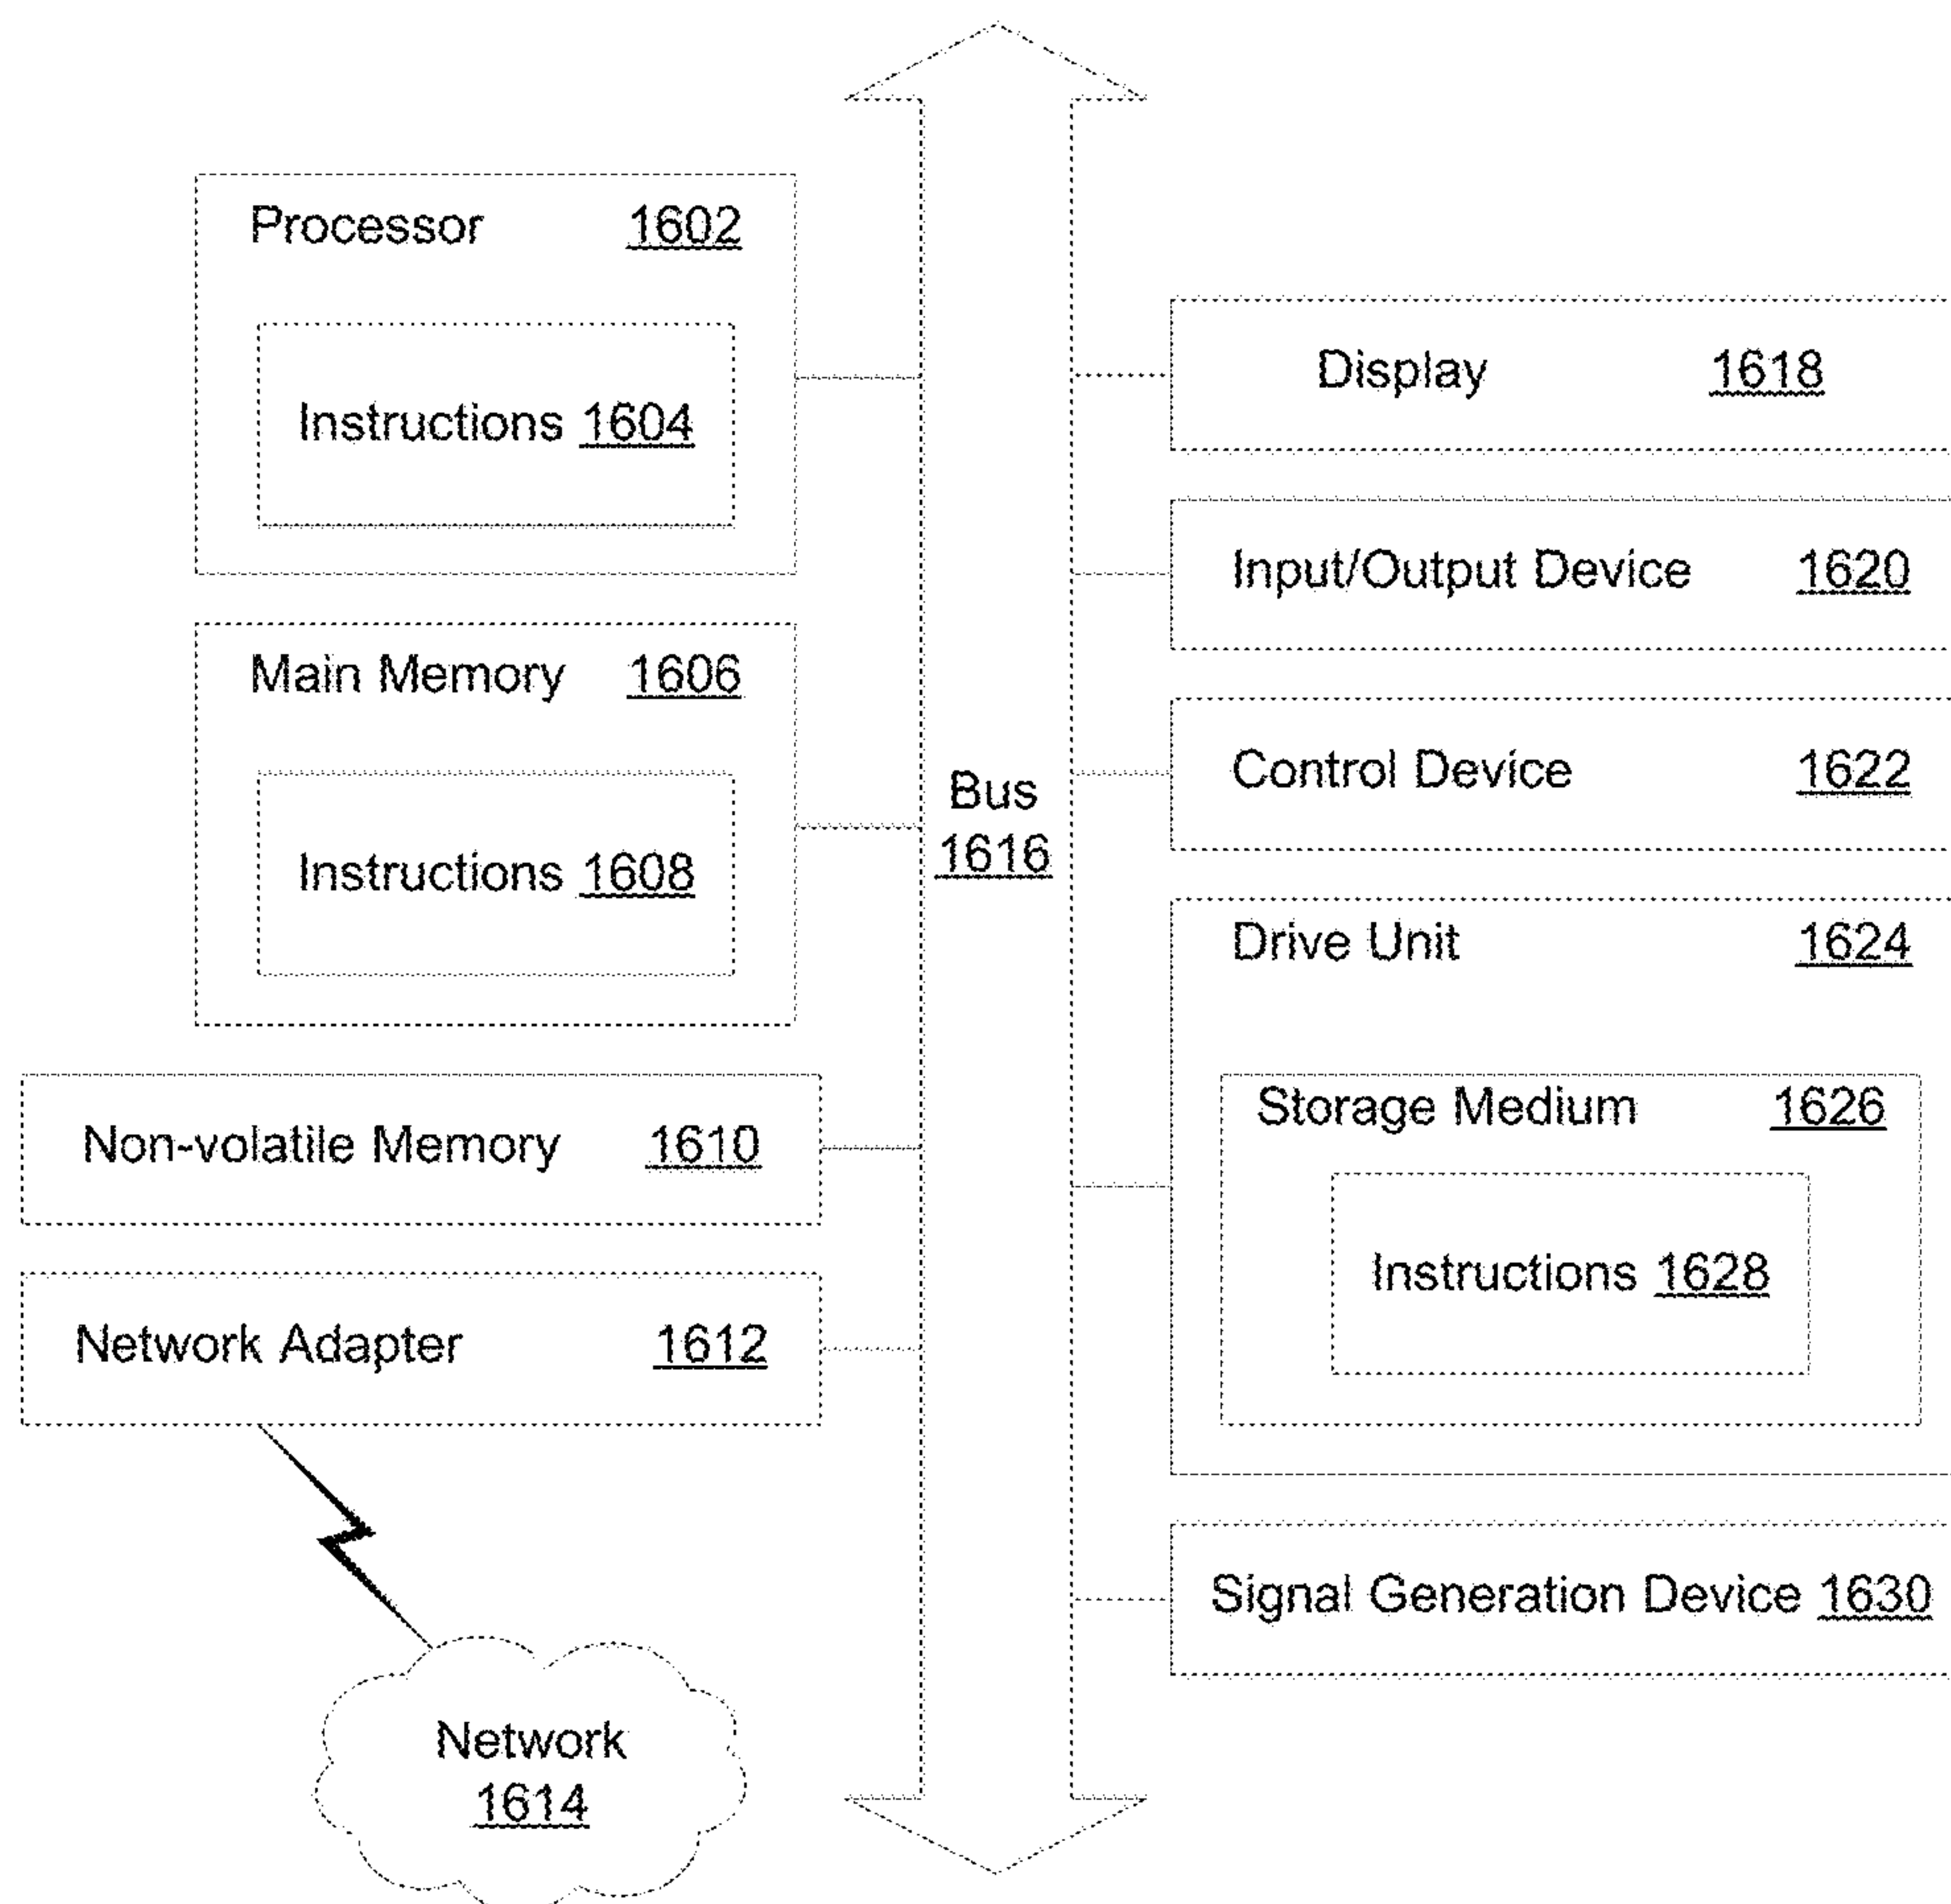 Processor 1602
Instructions 1604
Main Memory 1606
Instructions 1608
Non-volatile Memory 1610
Network Adapter 1612
Network
1614
Bus
1616
Display 1618
Input/Output Device 1620
Control Device 1622
Drive Unit 1624
Storage Medium 1626
Instructions 1628
Signal Generation Device 1630